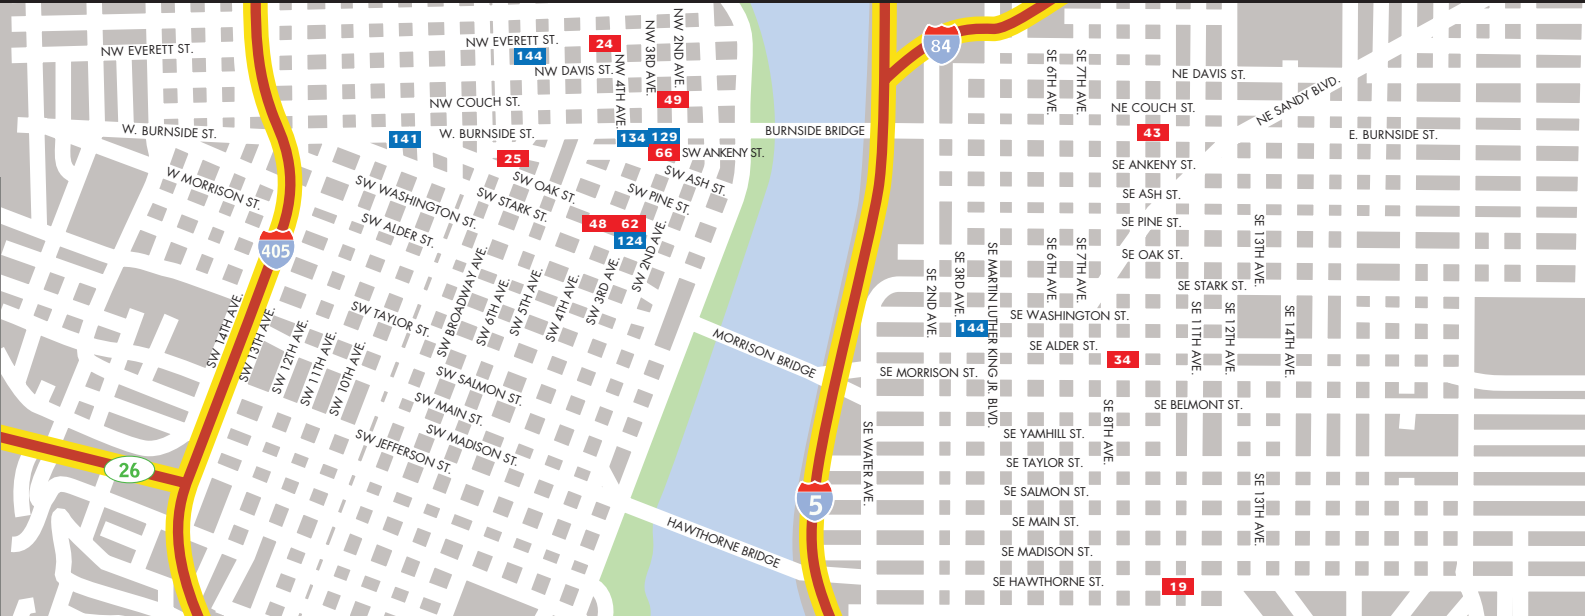 NW EVERETT ST.
NW EVERETT ST.
144
24
NW DAVIS ST.
NW 4TH AVE.
NW 3RD AVE.
NW 2ND AVE.
49
NW COUCH ST.
W. BURNSIDE ST.
141
W. BURNSIDE ST.
134
129
66
SW ANKENY ST.
25
BURNSIDE BRIDGE
W MORRISON ST.
SW WASHINGTON ST.
SW ALDER ST.
SW OAK ST.
SW STARK ST.
SW ASH ST.
SW PINE ST.
48
62
124
405
SW 14TH AVE.
SW 13TH AVE.
SW 12TH AVE.
SW 11TH AVE.
SW 10TH AVE.
SW TAYLOR ST.
SW BROADWAY AVE.
SW 6TH AVE.
SW 5TH AVE.
SW 4TH AVE.
SW 3RD AVE.
SW 2ND AVE.
SW SALMON ST.
SW MAIN ST.
SW MADISON ST.
SW JEFFERSON ST.
26
MORRISON BRIDGE
HAWTHORNE BRIDGE
5
84
SE 6TH AVE.
SE 7TH AVE.
NE DAVIS ST.
NE COUCH ST.
NE SANDY BLVD.
43
E. BURNSIDE ST.
SE ANKENY ST.
SE ASH ST.
SE PINE ST.
SE OAK ST.
SE STARK ST.
SE 13TH AVE.
SE 2ND AVE.
SE 3RD AVE.
SE MARTIN LUTHER KING JR. BLVD.
SE 6TH AVE.
SE 7TH AVE.
144
SE WASHINGTON ST.
SE ALDER ST.
34
SE 11TH AVE.
SE 12TH AVE.
SE 14TH AVE.
SE MORRISON ST.
SE BELMONT ST.
SE 8TH AVE.
SE WATER AVE.
SE YAMHILL ST.
SE TAYLOR ST.
SE SALMON ST.
SE MAIN ST.
SE MADISON ST.
SE HAWTHORNE ST.
SE 13TH AVE.
19